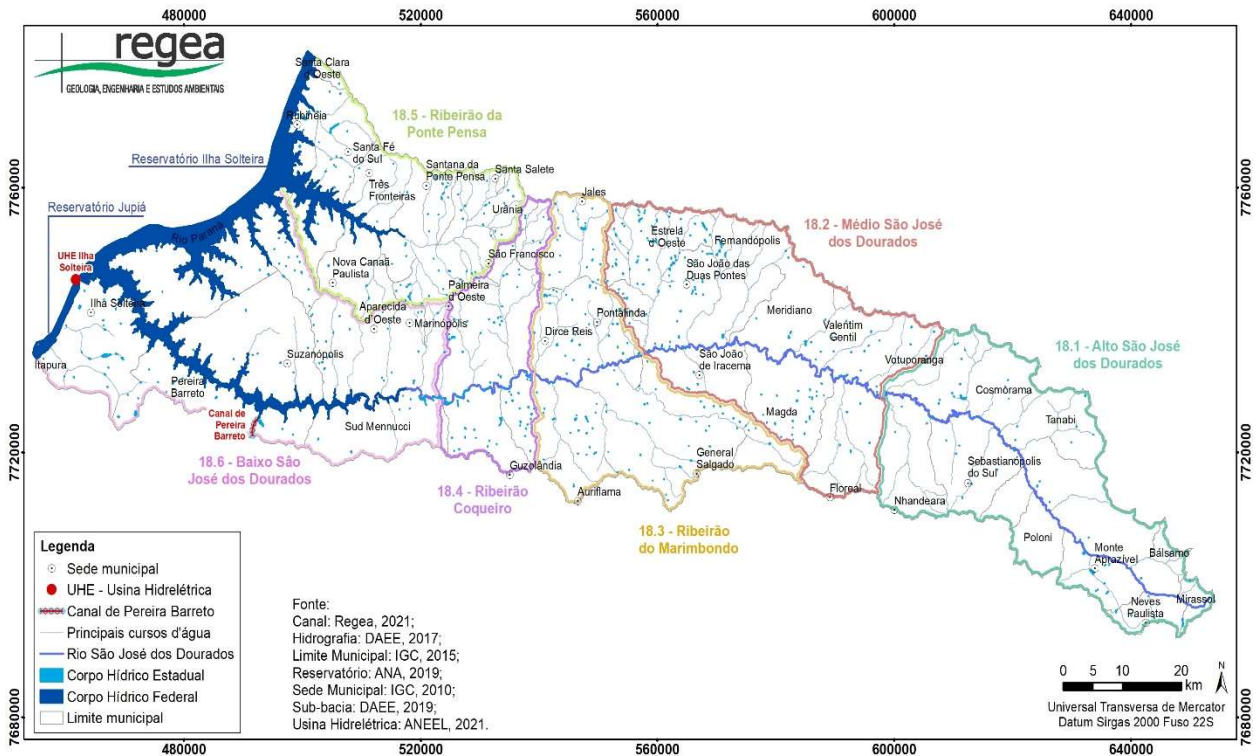 480000 520000 560000 600000 640000
regea
GEOLOGIA, ENGENHARIA E ESTUDOS AMBIENTAIS
Santa Clara
d'Oeste
Rubinéia
18.5 - Ribeirão da
Ponte Pensa
Reservatório Ilha Solteira
Santa Fé
do Sul
Três
Fronteiras
Santana da
Ponte Pensa
Santa Salete
7760000
7760000
Urânia
Jales
Reservatório Jupiá
Rio Paraná
Estrela
d'Oeste
Fernandópolis
18.2 - Médio São José
dos Dourados
UHE Ilha
Solteira
São Francisco
São João das
Duas Pontes
Nova Canaã
Paulista
Palmeira
d'Oeste
Ilha Solteira
Aparecida
d'Oeste
Marinópolis
Pontalinda
Dirce Reis
Meridiano
Valentim
Gentil
Itapura
Suzanópolis
São João
de Iracema
Votuporanga
18.1 - Alto São José
dos Dourados
Pereira
Barreto
Cosmorama
Canal de
Pereira
Barreto
Sud Mennucci
Magda
Tanabi
7720000
7720000
18.6 - Baixo São
José dos Dourados
Guzolândia
General
Salgado
Sebastianópolis
do Sul
18.4 - Ribeirão
Coqueiro
Auriflama
Floreal
Nhandeara
18.3 - Ribeirão
do Marimbondo
Poloni
Monte
Aprazível
Bálsamo
Neves
Paulista
Mirassol
Legenda
Sede municipal
UHE - Usina Hidrelétrica
Canal de Pereira Barreto
Principais cursos d'água
Rio São José dos Dourados
Corpo Hídrico Estadual
Corpo Hídrico Federal
Limite municipal
Fonte:
Canal: Regea, 2021;
Hidrografia: DAEE, 2017;
Limite Municipal: IGC, 2015;
Reservatório: ANA, 2019;
Sede Municipal: IGC, 2010;
Sub-bacia: DAEE, 2019;
Usina Hidrelétrica: ANEEL, 2021.
0 5 10 20
km
N
Universal Transversa de Mercator
Datum Sirgas 2000 Fuso 22S
7680000
7680000
480000 520000 560000 600000 640000